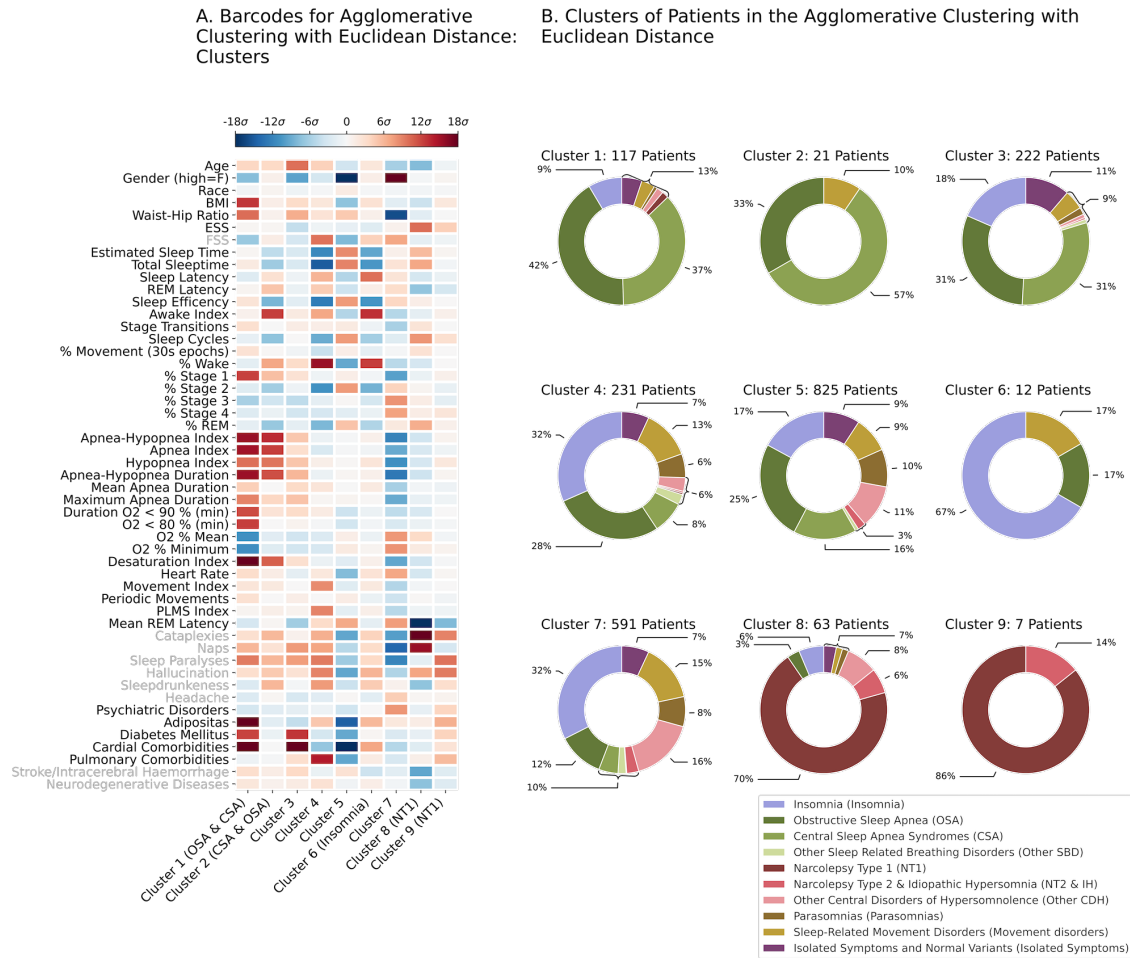 A. Barcodes for Agglomerative
Clustering with Euclidean Distance:
Clusters
B. Clusters of Patients in the Agglomerative Clustering with
Euclidean Distance
-18σ -12σ -6σ 0 6σ 12σ 18σ
Age
Gender (high=F)
Race
BMI
Waist-Hip Ratio
ESS
FSS
Estimated Sleep Time
Total Sleeptime
Sleep Latency
REM Latency
Sleep Efficency
Awake Index
Stage Transitions
Sleep Cycles
% Movement (30s epochs)
% Wake
% Stage 1
% Stage 2
% Stage 3
% Stage 4
% REM
Apnea-Hypopnea Index
Apnea Index
Hypopnea Index
Apnea-Hypopnea Duration
Mean Apnea Duration
Maximum Apnea Duration
Duration O2 < 90 % (min)
O2 < 80 % (min)
O2 % Mean
O2 % Minimum
Desaturation Index
Heart Rate
Movement Index
Periodic Movements
PLMS Index
Mean REM Latency
Cataplexies
Naps
Sleep Paralyses
Hallucination
Sleepdrunkeness
Headache
Psychiatric Disorders
Adipositas
Diabetes Mellitus
Cardial Comorbidities
Pulmonary Comorbidities
Stroke/Intracerebral Haemorrhage
Neurodegenerative Diseases
Cluster 1 (OSA & CSA)
Cluster 2 (CSA & OSA)
Cluster 3
Cluster 4
Cluster 5
Cluster 6 (Insomnia)
Cluster 7
Cluster 8 (NT1)
Cluster 9 (NT1)
Cluster 1: 117 Patients
9%
13%
42%
37%
Cluster 2: 21 Patients
10%
33%
57%
Cluster 3: 222 Patients
11%
18%
9%
31%
31%
Cluster 4: 231 Patients
7%
32%
13%
6%
6%
8%
28%
Cluster 5: 825 Patients
9%
17%
9%
10%
25%
11%
3%
16%
Cluster 6: 12 Patients
17%
17%
67%
Cluster 7: 591 Patients
7%
32%
15%
8%
12%
16%
10%
Cluster 8: 63 Patients
6%
7%
3%
8%
6%
70%
Cluster 9: 7 Patients
14%
86%
Insomnia (Insomnia)
Obstructive Sleep Apnea (OSA)
Central Sleep Apnea Syndromes (CSA)
Other Sleep Related Breathing Disorders (Other SBD)
Narcolepsy Type 1 (NT1)
Narcolepsy Type 2 & Idiopathic Hypersomnia (NT2 & IH)
Other Central Disorders of Hypersomnolence (Other CDH)
Parasomnias (Parasomnias)
Sleep-Related Movement Disorders (Movement disorders)
Isolated Symptoms and Normal Variants (Isolated Symptoms)